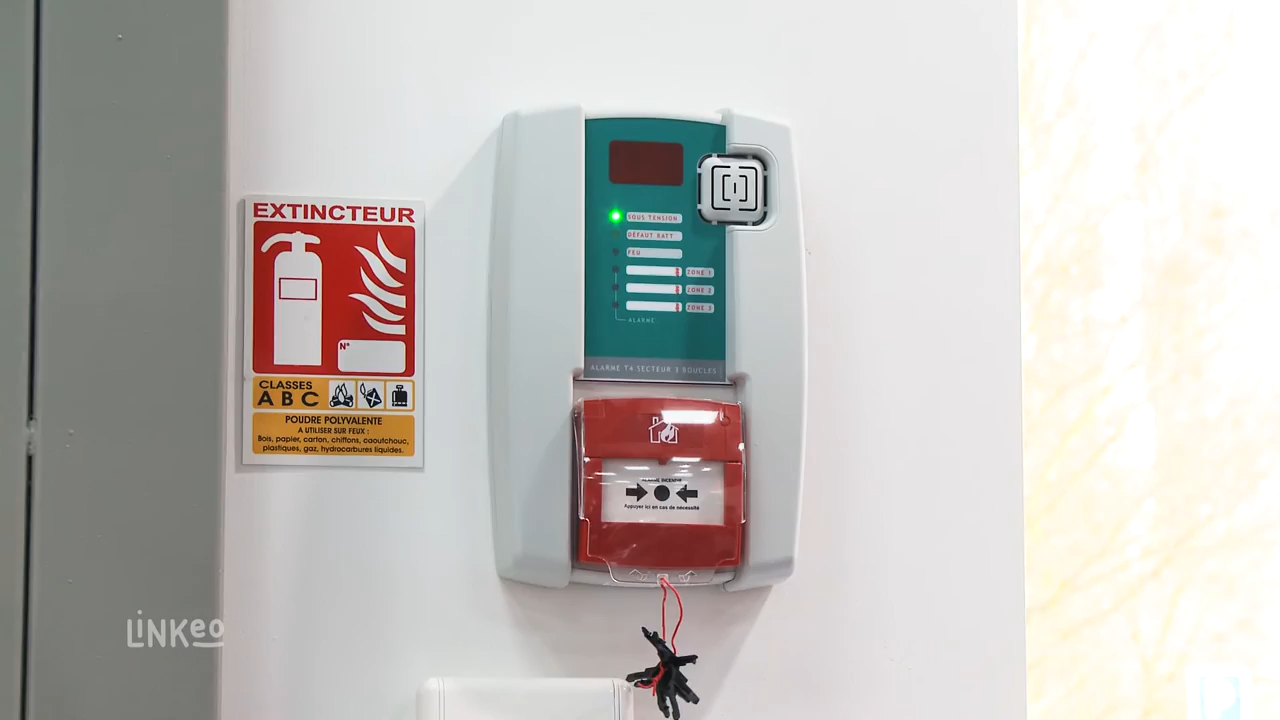 EXTINCTEUR
N°
CLASSES
A B C
POUDRE POLYVALENTE
A UTILISER SUR FEUX :
Bois, papier, carton, chiffons, caoutchouc,
plastiques, gaz, hydrocarbures liquides.
SOUS TENSION
DÉFAUT BATT
FEU
ZONE 1
ZONE 2
ZONE 3
ALARME
ALARME T4 SECTEUR 3 BOUCLES
ALARME INCENDIE
Appuyer ici en cas de nécessité
LINKeo